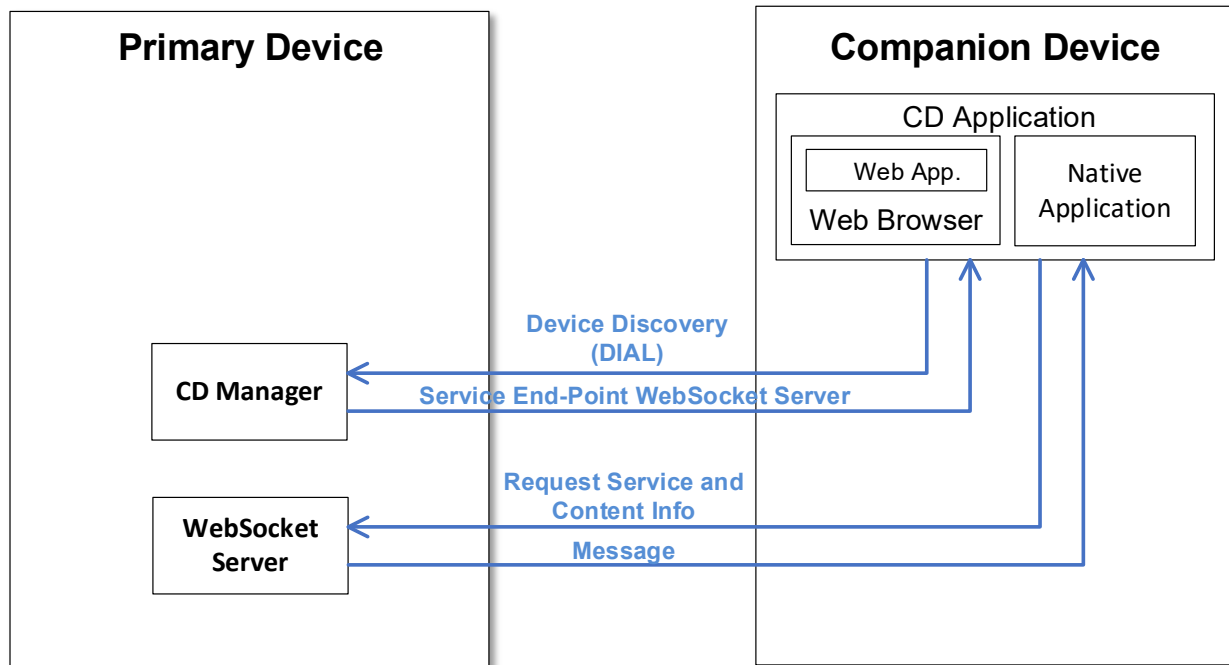 Primary Device
Companion Device
CD Application
Web App.
Web Browser
Native
Application
Device Discovery
(DIAL)
CD Manager
Service End-Point WebSocket Server
Request Service and
Content Info
WebSocket
Server
Message